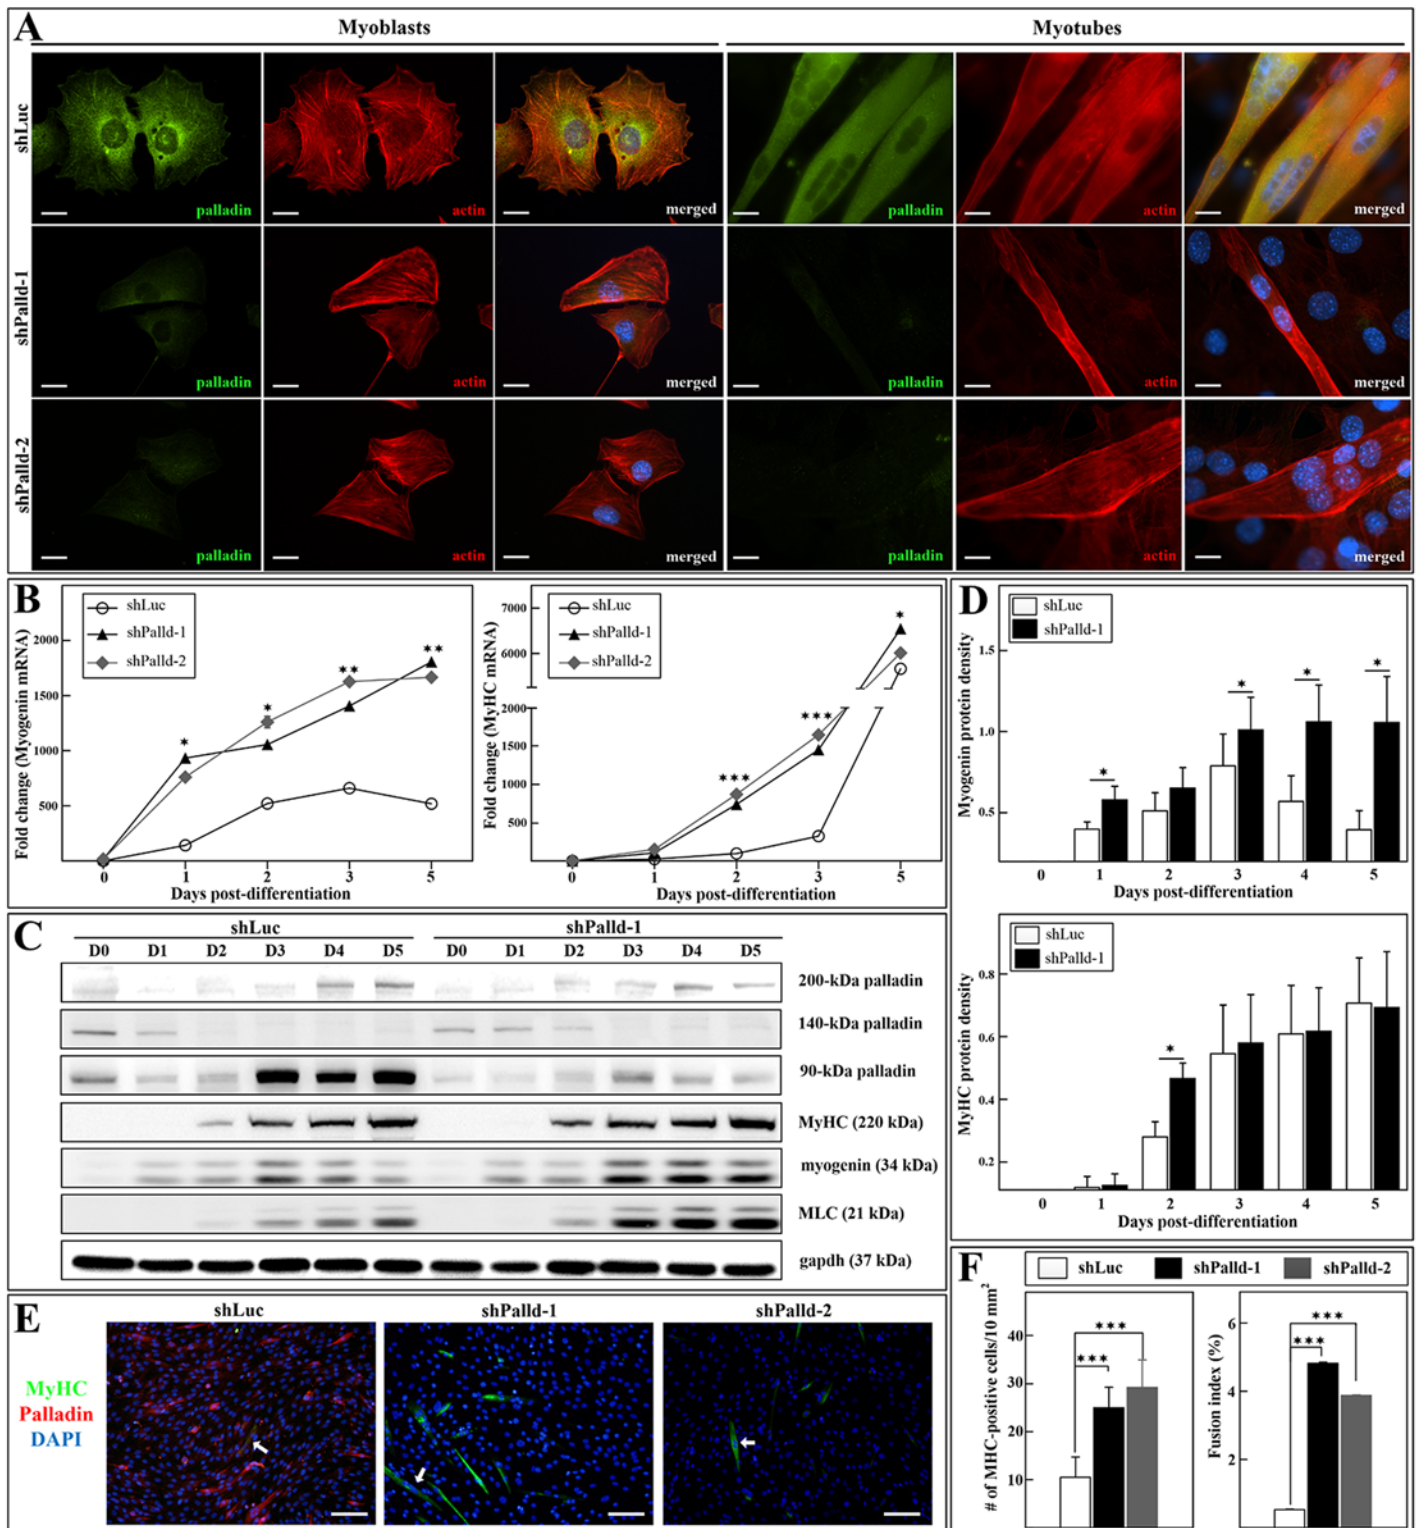 A
Myoblasts
Myotubes
shLuc
palladin
actin
merged
palladin
actin
merged
shPalld-1
palladin
actin
merged
palladin
actin
merged
shPalld-2
palladin
actin
merged
palladin
actin
merged
B
Fold change (Myogenin mRNA)
shLuc
shPalld-1
shPalld-2
2000
1500
1000
500
*
*
**
**
0 1 2 3 5
Days post-differentiation
Fold change (MyHC mRNA)
shLuc
shPalld-1
shPalld-2
7000
6000
2000
1500
1000
500
***
***
*
0 1 2 3 5
Days post-differentiation
C
shLuc
shPalld-1
D0 D1 D2 D3 D4 D5 D0 D1 D2 D3 D4 D5
200-kDa palladin
140-kDa palladin
90-kDa palladin
MyHC (220 kDa)
myogenin (34 kDa)
MLC (21 kDa)
gapdh (37 kDa)
D
Myogenin protein density
shLuc
shPalld-1
1.5
1.0
0.5
*
*
*
*
0 1 2 3 4 5
Days post-differentiation
MyHC protein density
shLuc
shPalld-1
0.8
0.6
0.4
0.2
*
0 1 2 3 4 5
Days post-differentiation
E
shLuc
shPalld-1
shPalld-2
MyHC
Palladin
DAPI
F
shLuc
shPalld-1
shPalld-2
# of MHC-positive cells/10 mm²
40
30
20
10
***
***
Fusion index (%)
6
4
2
***
***